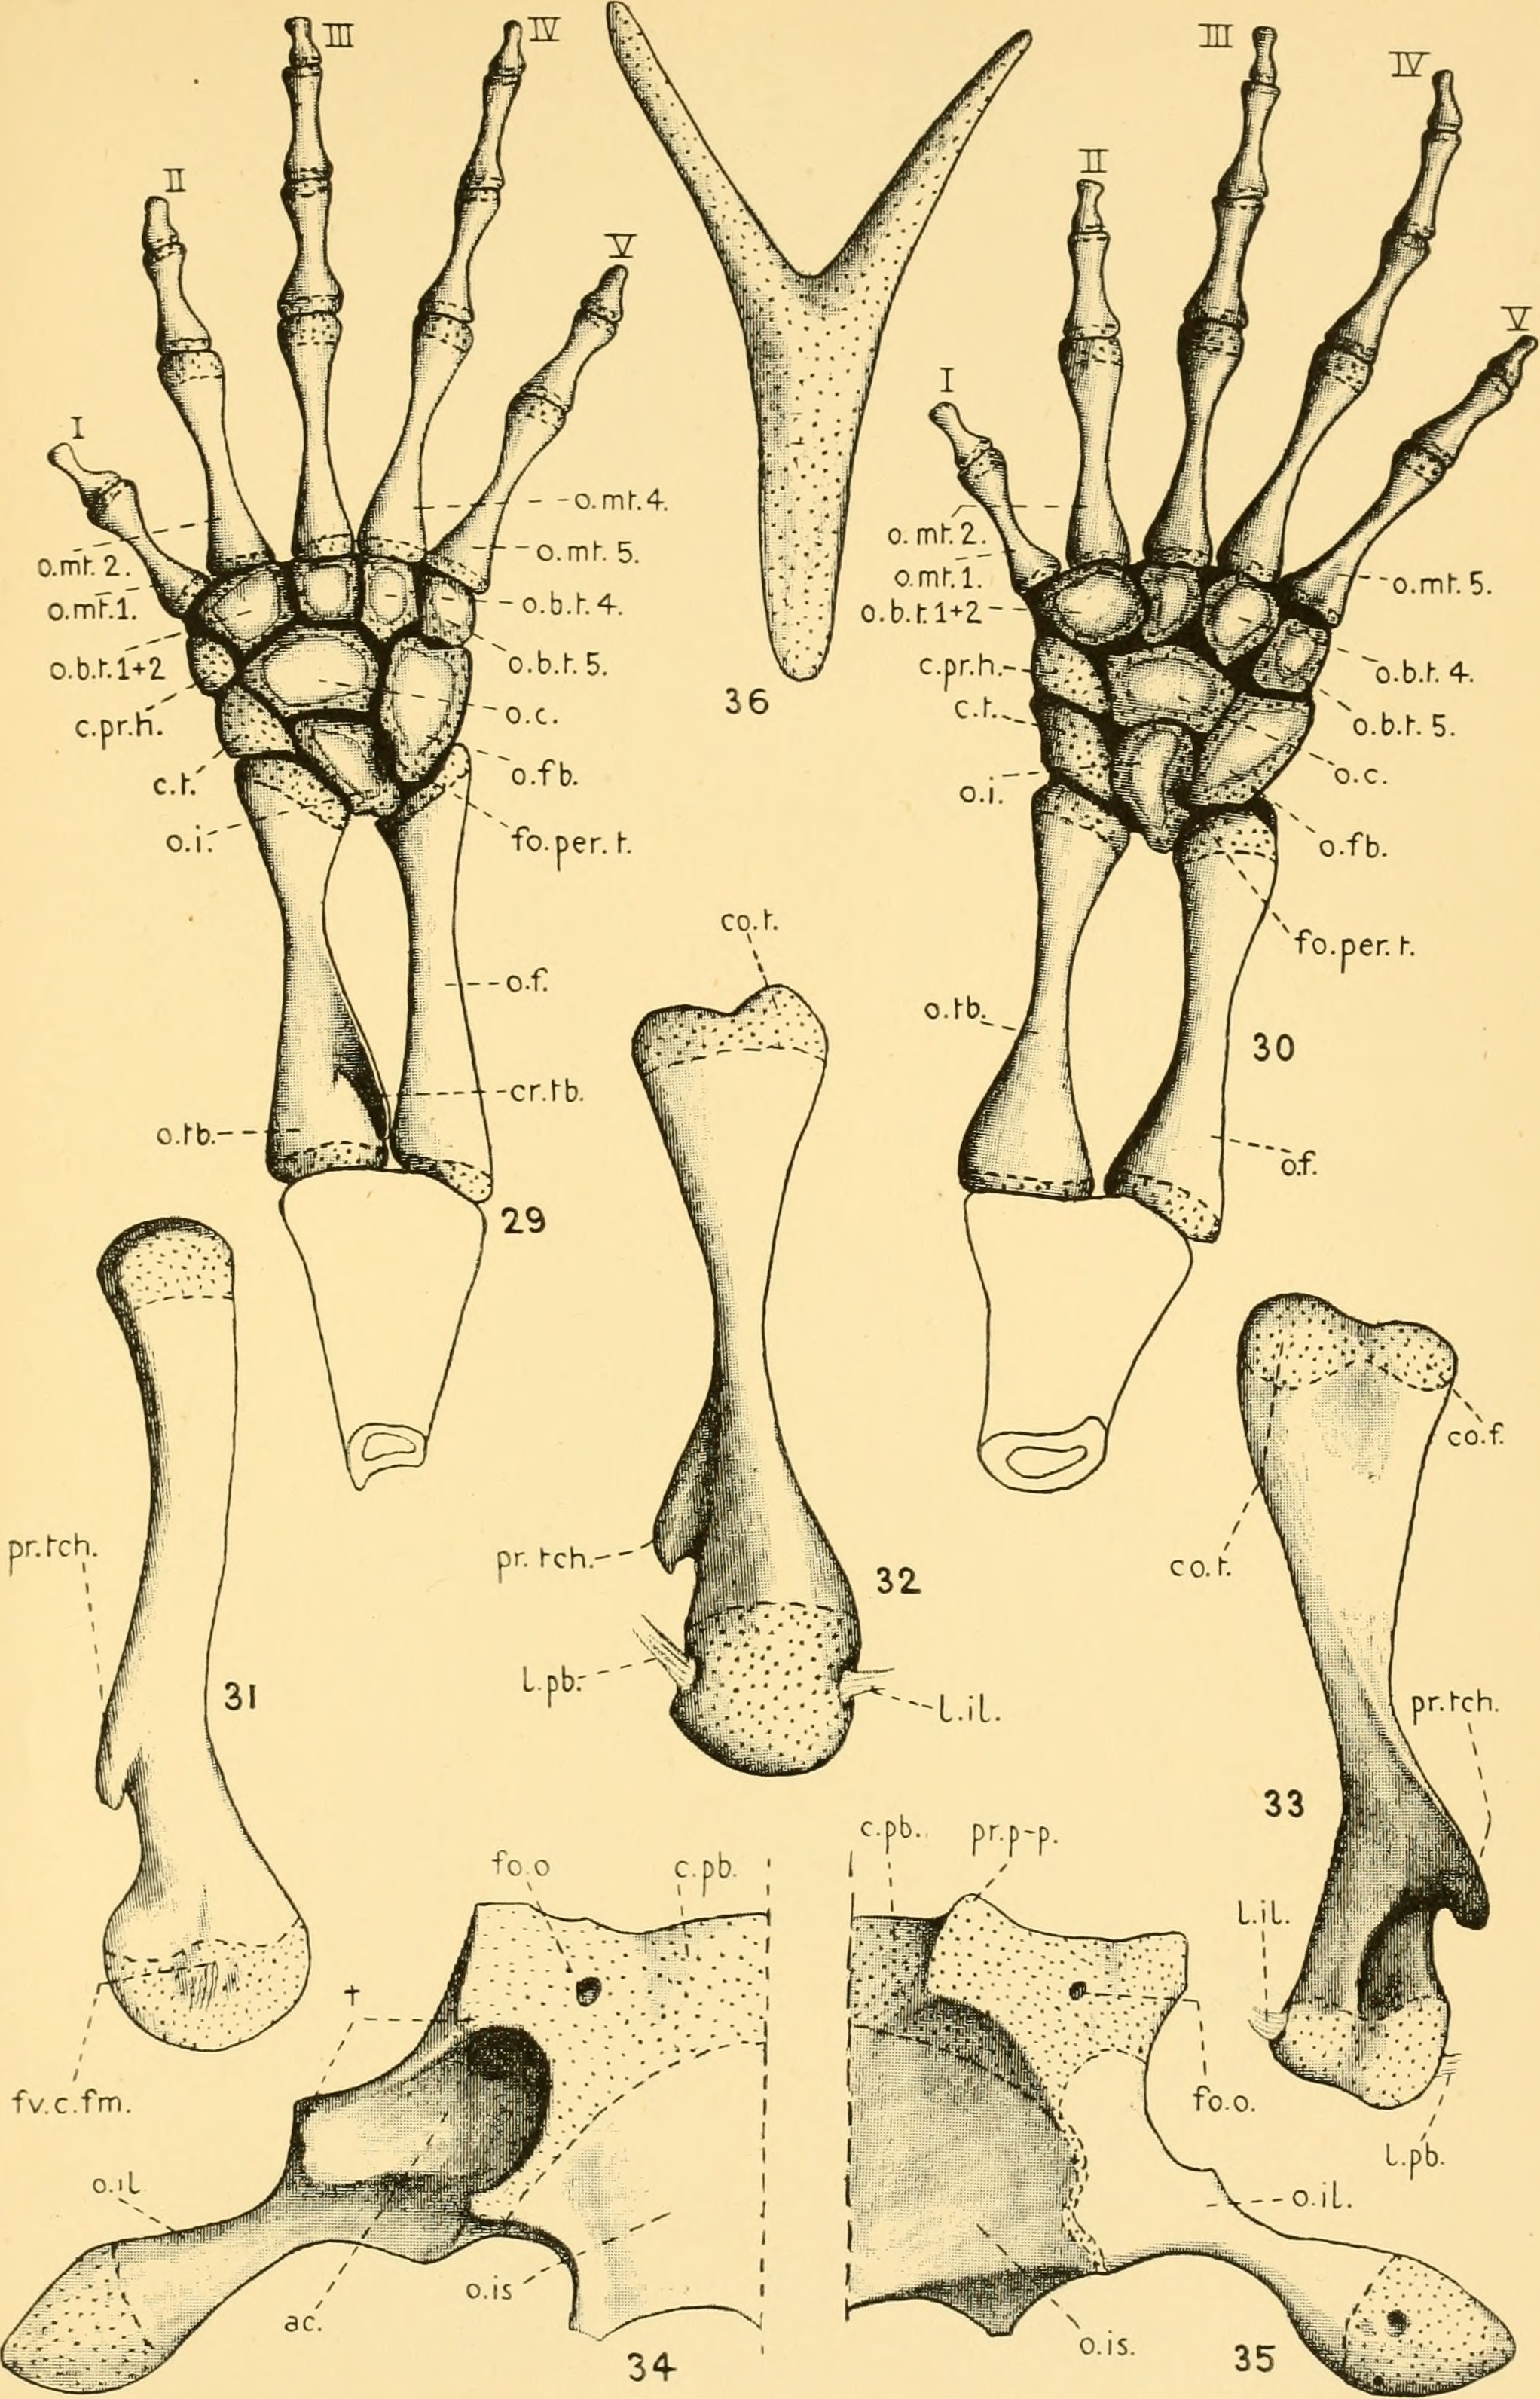 III
IV
III
IV
II
II
V
V
I
I
o.mt.4.
o.mt.2.
o.mt.5.
o.mt.2.
o.mt.1.
o.mt.5.
o.mt.1.
o.b.t.4.
o.b.t.1+2
o.b.t.1+2
o.b.t.5.
c.pr.h.
o.b.t.4.
c.pr.h.
o.c.
36
c.t.
o.b.t.5.
c.t.
o.fb.
o.i.
o.c.
o.i.
fo.per.t.
o.fb.
co.t.
fo.per.t.
o.f.
o.tb.
30
cr.tb.
o.tb.
o.f.
29
co.f.
pr.tch.
pr.tch.
co.t.
32
l.pb.
31
l.il.
pr.tch.
33
c.pb.
pr.p-p.
fo.o
c.pb.
l.il.
†
fv.c.fm.
fo.o.
l.pb.
o.il
o.il.
o.is
ac.
o.is.
34
35